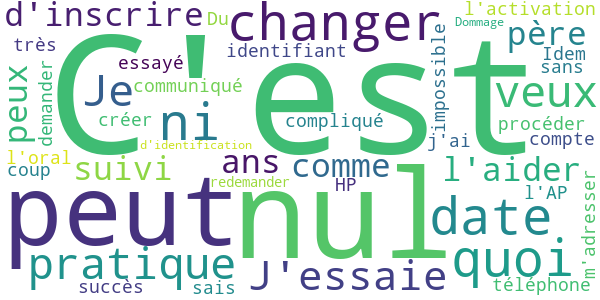 d'inscrire
Du
changer
l'activation
Dommage
très
identifiant
père
Idem
essayé
sans
C'est
impossible
peux
demander
Je
communiqué
veux
créer
ni
compliqué
procéder
j'ai
compte
d'identification
l'oral
coup
suivi
ans
comme
l'aider
peut
nul
redemander
HP
l'AP
date
m'adresser
pratique
quoi
J'essaie
succès
sais
téléphone